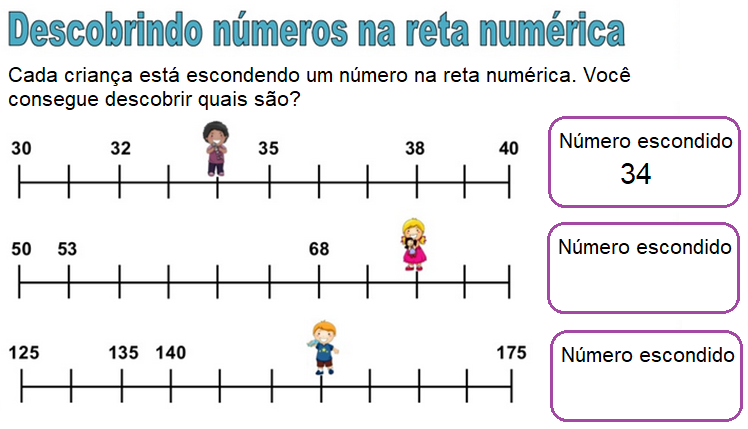 Descobrindo números na reta numérica
Cada criança está escondendo um número na reta numérica. Você
consegue descobrir quais são?
30 32 35 38 40
Número escondido
34
50 53 68
Número escondido
125 135 140 175
Número escondido